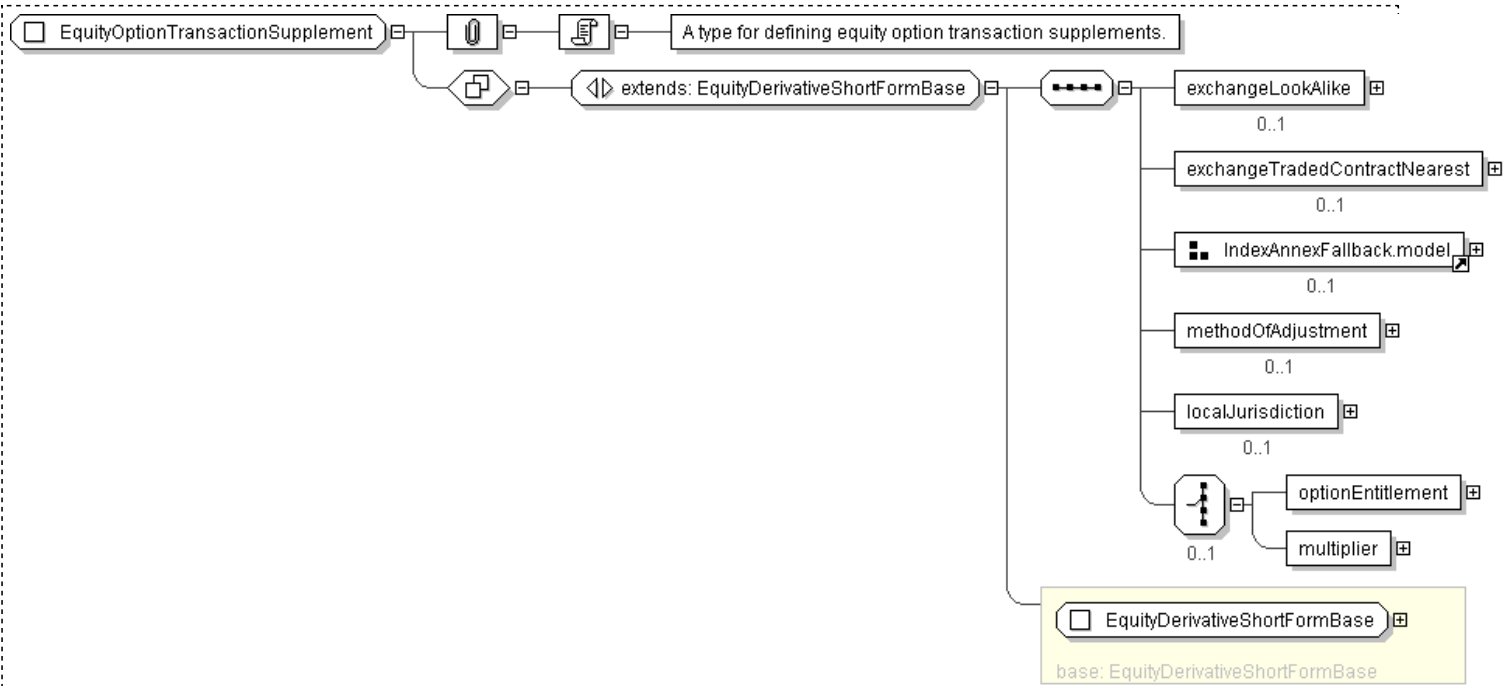 EquityOptionTransactionSupplement
A type for defining equity option transaction supplements.
extends: EquityDerivativeShortFormBase
exchangeLookAlike
0..1
exchangeTradedContractNearest
0..1
IndexAnnexFallback.model
0..1
methodOfAdjustment
0..1
localJurisdiction
0..1
optionEntitlement
multiplier
0..1
EquityDerivativeShortFormBase
base: EquityDerivativeShortFormBase